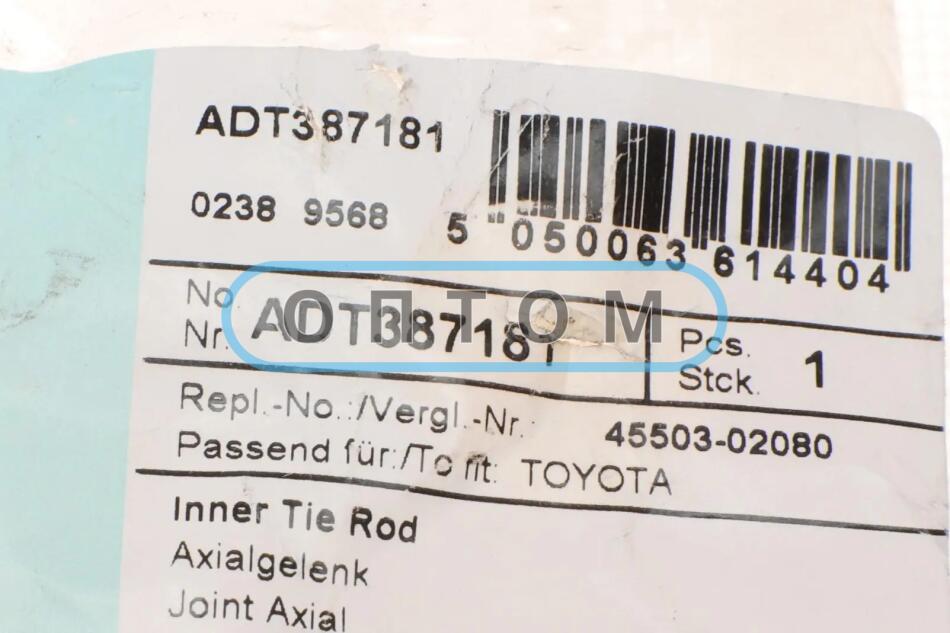 ADT387181
0238 9568
5 050063 614404
No.
Nr. ADT387181
Pcs.
Stck. 1
ОПТОМ
Repl.-No.:/Vergl.-Nr.:
45503-02080
Passend für:/To fit: TOYOTA
Inner Tie Rod
Axialgelenk
Joint Axial